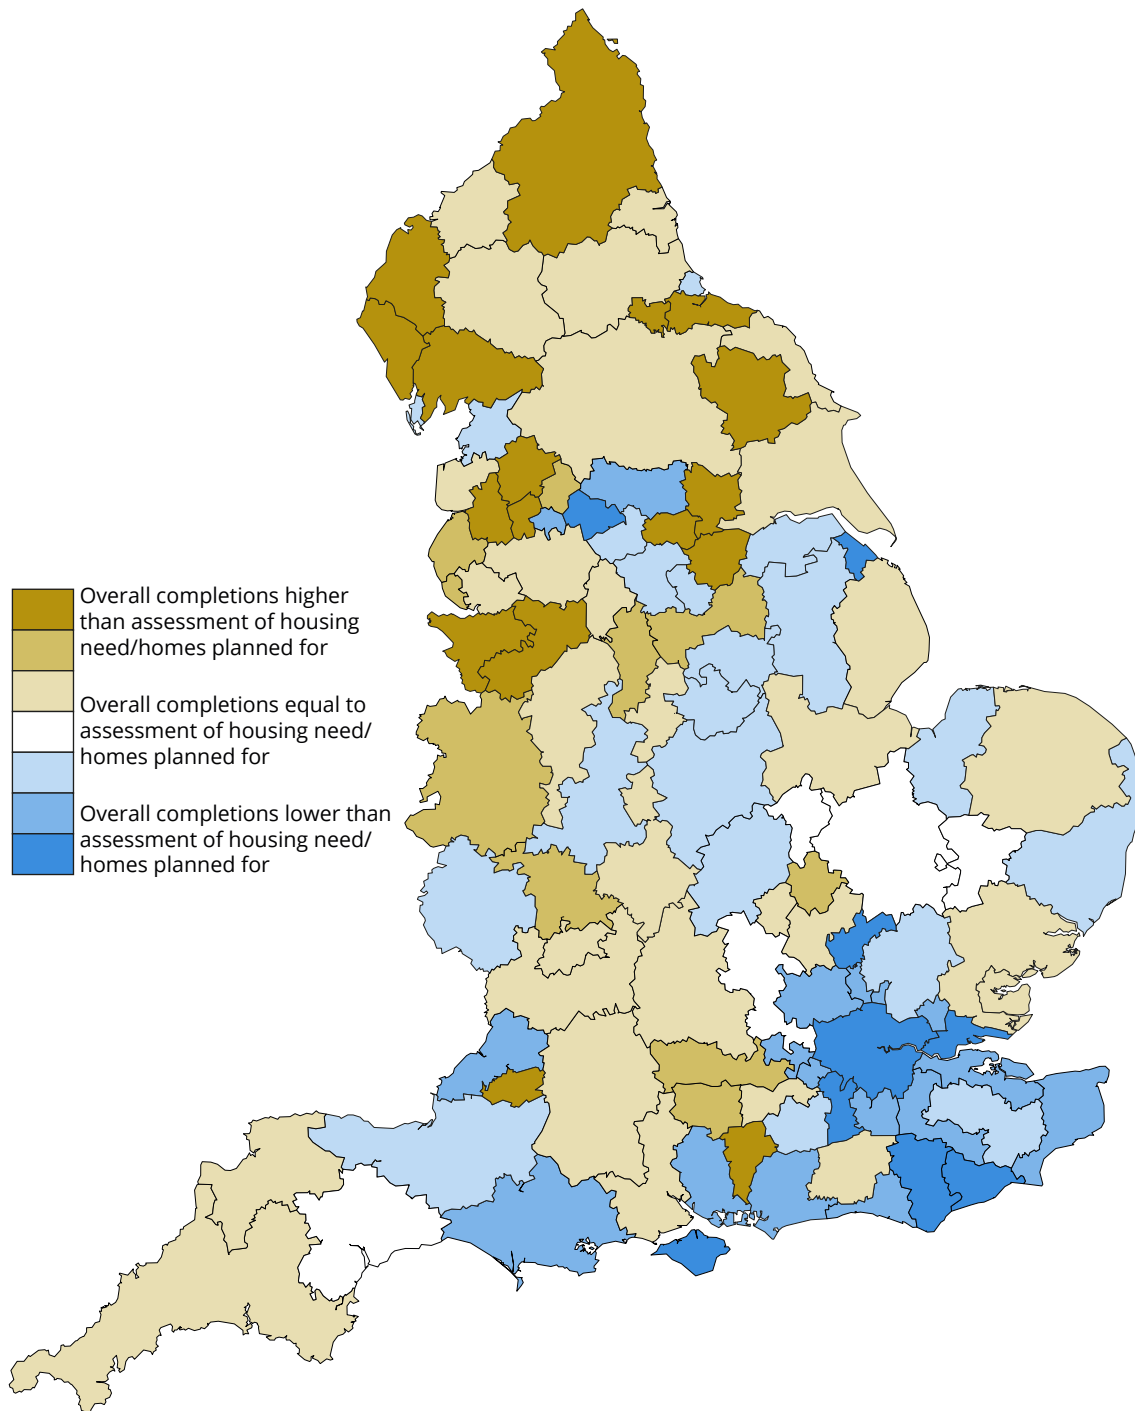 Overall completions higher
than assessment of housing
need/homes planned for
Overall completions equal to
assessment of housing need/
homes planned for
Overall completions lower than
assessment of housing need/
homes planned for